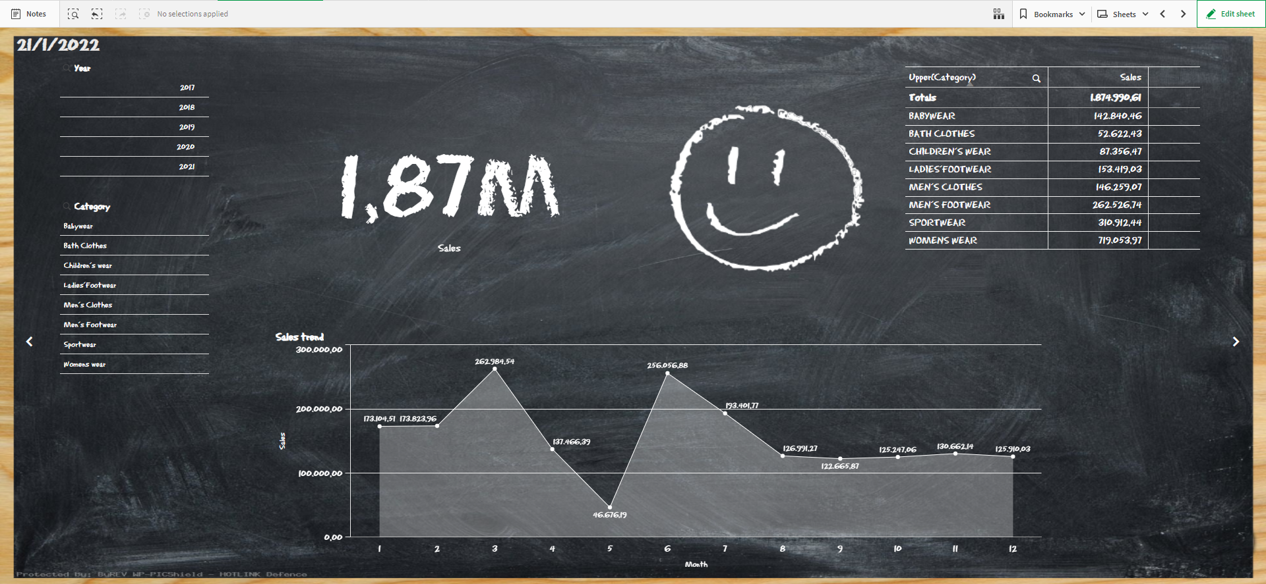 Notes
No selections applied
Bookmarks
Sheets
Edit sheet
21/1/2022
Year
2017
2018
2019
2020
2021
Category
Babywear
Bath Clothes
Children's wear
Ladies'Footwear
Men's Clothes
Men's Footwear
Sportwear
Womens wear
1,87M
Sales
Upper(Category) Sales
Totals 1.874.990,61
BABYWEAR 142.840,46
BATH CLOTHES 52.622,43
CHILDREN'S WEAR 87.356,47
LADIES'FOOTWEAR 153.419,03
MEN'S CLOTHES 146.259,07
MEN'S FOOTWEAR 262.526,74
SPORTWEAR 310.912,44
WOMENS WEAR 719.053,97
Sales trend
300.000,00
200.000,00
100.000,00
0,00
Sales
173.104,51 173.823,96 262.984,54 137.466,39 46.676,19 256.056,88 193.401,77 126.991,27 122.665,87 125.247,06 130.662,14 125.910,03
1 2 3 4 5 6 7 8 9 10 11 12
Month
Protected By: ByREV WP-PICShield - HOTLINK Defence